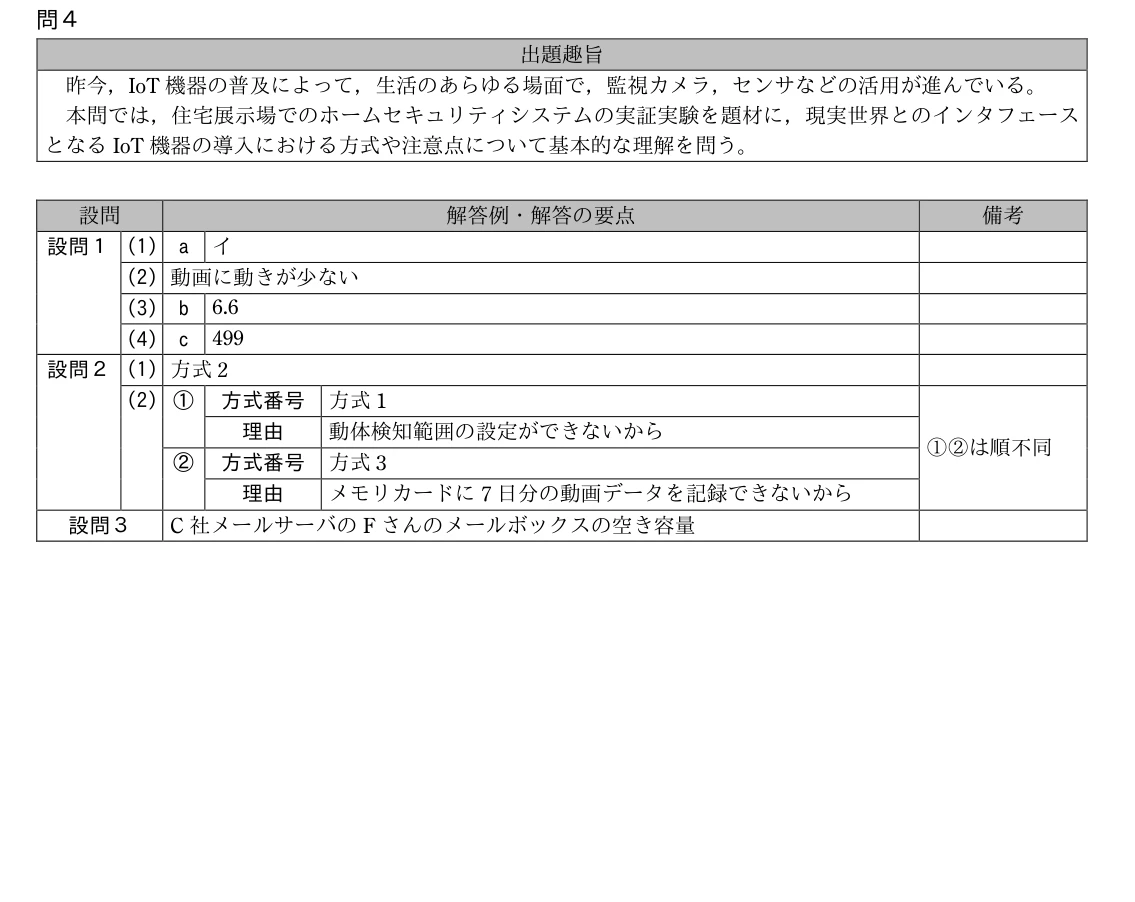 問４
出題趣旨
昨今，IoT 機器の普及によって，生活のあらゆる場面で，監視カメラ，センサなどの活用が進んでいる。
本問では，住宅展示場でのホームセキュリティシステムの実証実験を題材に，現実世界とのインタフェース
となる IoT 機器の導入における方式や注意点について基本的な理解を問う。
設問 解答例・解答の要点 備考
設問１ (1) a イ
(2) 動画に動きが少ない
(3) b 6.6
(4) c 499
設問２ (1) 方式 2
(2) ① 方式番号 方式 1
理由 動体検知範囲の設定ができないから
② 方式番号 方式 3
①②は順不同
理由 メモリカードに 7 日分の動画データを記録できないから
設問３ C 社メールサーバの F さんのメールボックスの空き容量